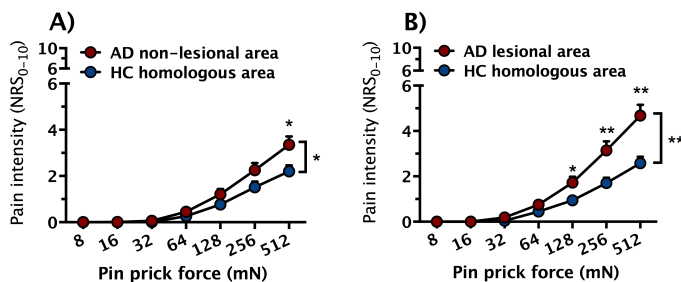 A)
Pain intensity (NRS0–10)
10
6
6
4
2
0
AD non-lesional area
HC homologous area
*
*
8 16 32 64 128 256 512
Pin prick force (mN)
B)
Pain intensity (NRS0–10)
10
6
6
4
2
0
AD lesional area
HC homologous area
*
**
**
**
8 16 32 64 128 256 512
Pin prick force (mN)